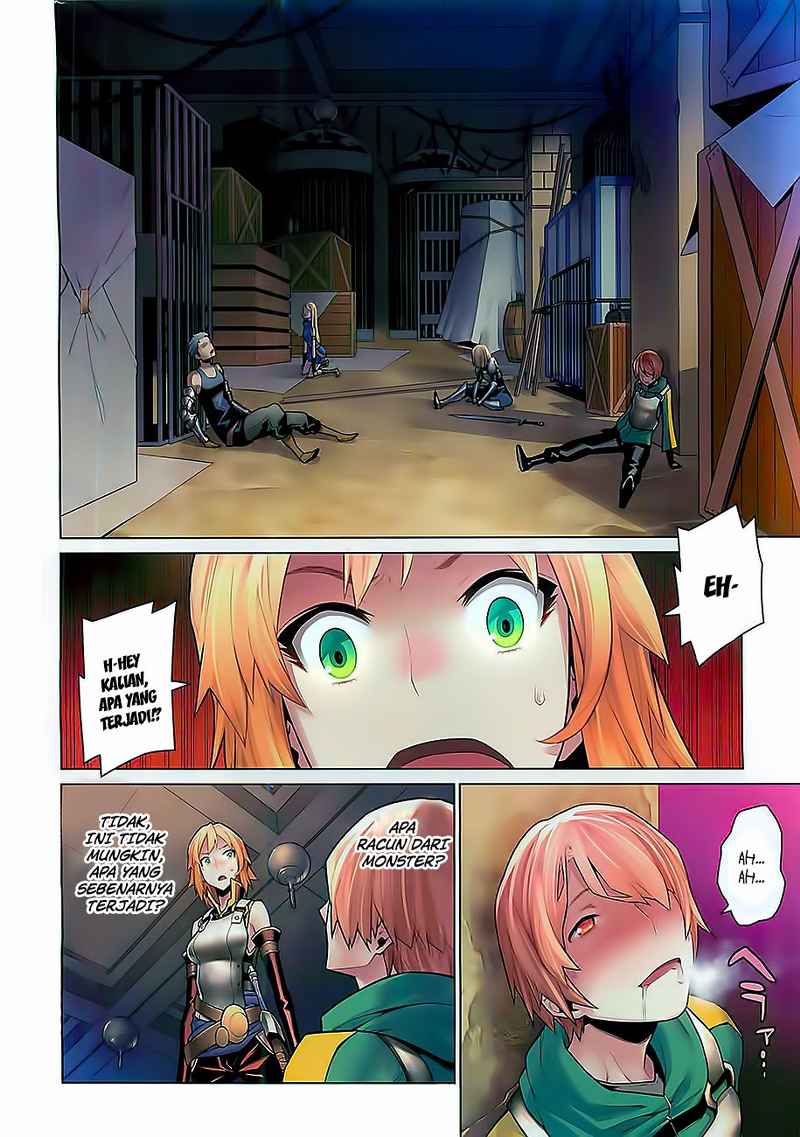 EH-
H-HEY
KALIAN,
APA YANG
TERJADI!?
AH...
AH...
ヘラァ…
APA
RACUN DARI
MONSTER?
TIDAK,
INI TIDAK
MUNGKIN,
APA YANG
SEBENARNYA
TERJADI?